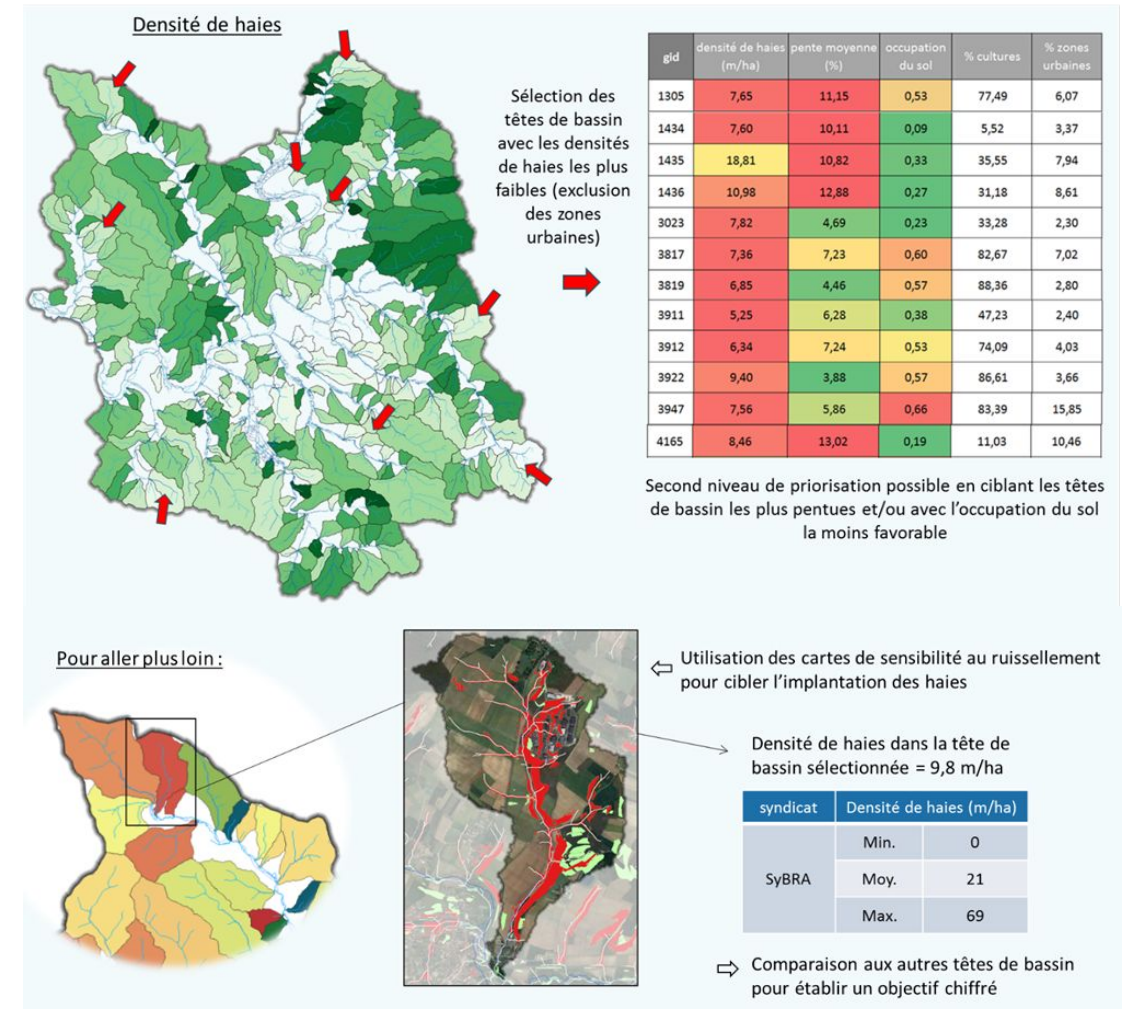 Densité de haies
Sélection des
têtes de bassin
avec les densités
de haies les plus
faibles (exclusion
des zones
urbaines)
gid densité de haies (m/ha) pente moyenne (%) occupation du sol % cultures % zones urbaines
1305 7,65 11,15 0,53 77,49 6,07
1434 7,60 10,11 0,09 5,52 3,37
1435 18,81 10,82 0,33 35,55 7,94
1436 10,98 12,88 0,27 31,18 8,61
3023 7,82 4,69 0,23 33,28 2,30
3817 7,36 7,23 0,60 82,67 7,02
3819 6,85 4,46 0,57 88,36 2,80
3911 5,25 6,28 0,38 47,23 2,40
3912 6,34 7,24 0,53 74,09 4,03
3922 9,40 3,88 0,57 86,61 3,66
3947 7,56 5,86 0,66 83,39 15,85
4165 8,46 13,02 0,19 11,03 10,46
Second niveau de priorisation possible en ciblant les têtes
de bassin les plus pentues et/ou avec l'occupation du sol
la moins favorable
Pour aller plus loin :
Utilisation des cartes de sensibilité au ruissellement
pour cibler l'implantation des haies
Densité de haies dans la tête de
bassin sélectionnée = 9,8 m/ha
syndicat Densité de haies (m/ha)
SyBRA
Min. 0
Moy. 21
Max. 69
Comparaison aux autres têtes de bassin
pour établir un objectif chiffré